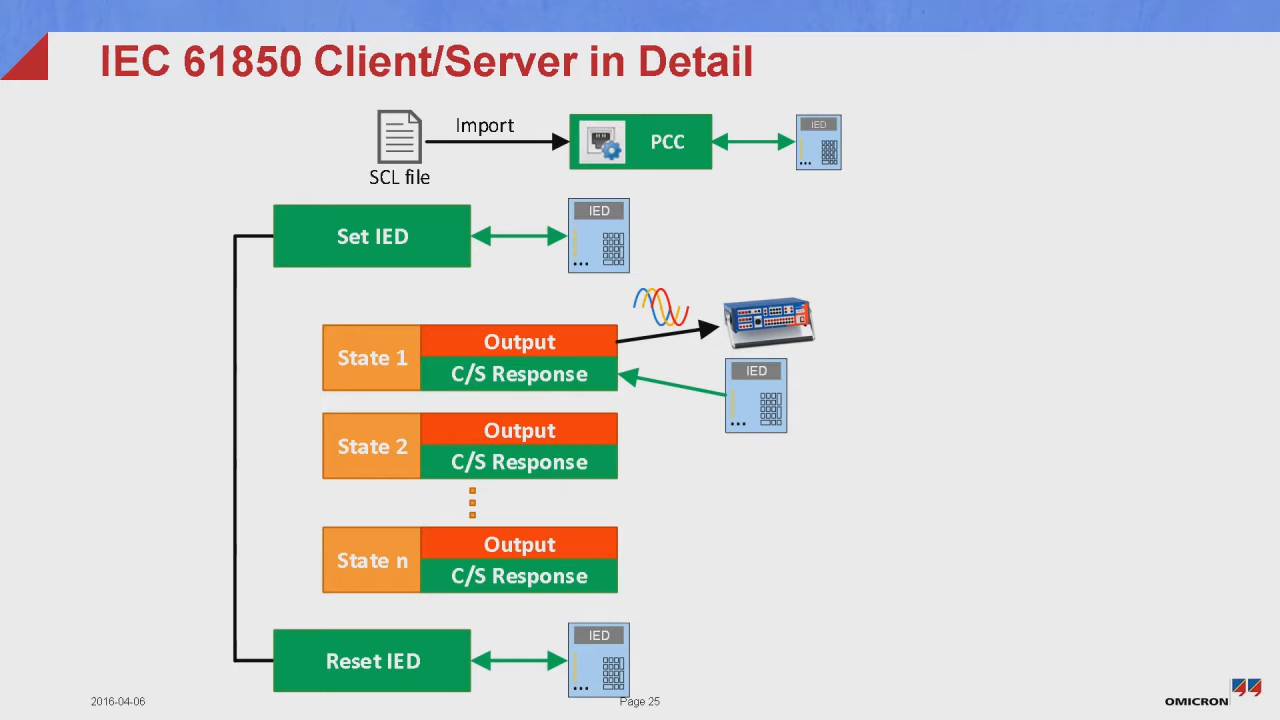 IEC 61850 Client/Server in Detail
Import
PCC
IED
SCL file
Set IED
IED
State 1
Output
C/S Response
IED
State 2
Output
C/S Response
State n
Output
C/S Response
Reset IED
IED
2016-04-06
Page 25
OMICRON